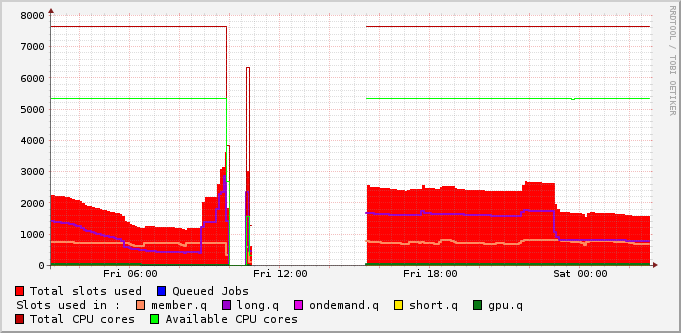 8000
7000
6000
5000
4000
3000
2000
1000
0
Fri 06:00 Fri 12:00 Fri 18:00 Sat 00:00
Total slots used Queued Jobs
Slots used in : member.q long.q ondemand.q short.q gpu.q
Total CPU cores Available CPU cores
RRDTOOL / TOBI OETIKER